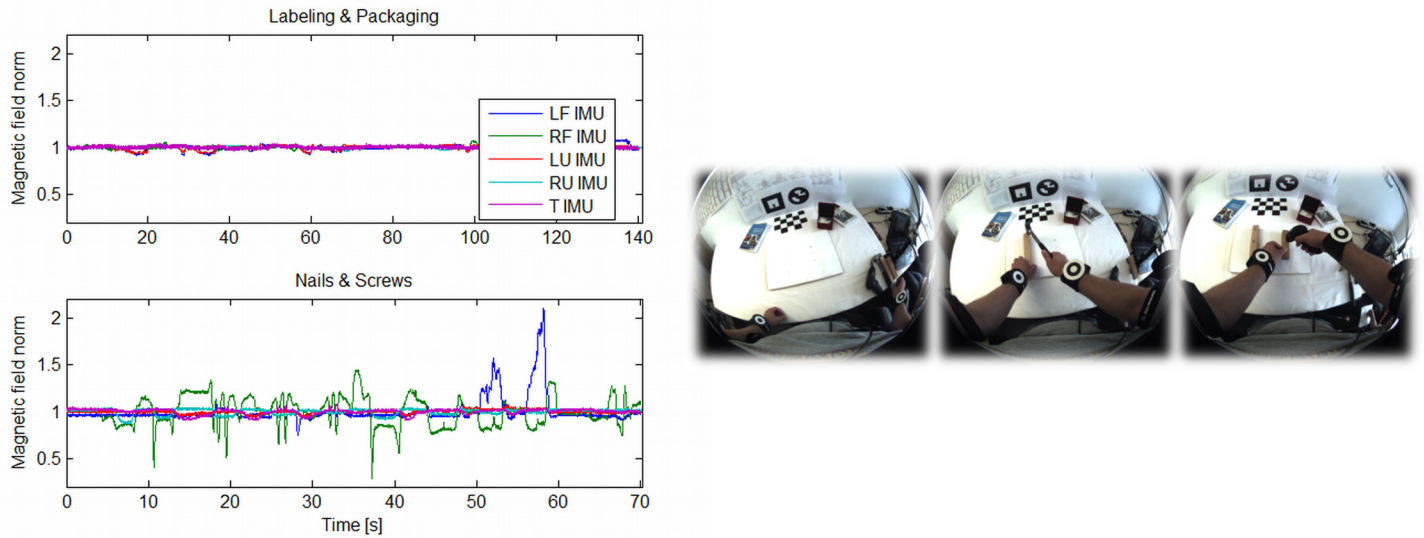 Labeling & Packaging
Magnetic field norm
2
1.5
1
0.5
0
20
40
60
80
100
120
140
LF IMU
RF IMU
LU IMU
RU IMU
T IMU
Nails & Screws
Magnetic field norm
2
1.5
1
0.5
0
10
20
30
40
50
60
70
Time [s]